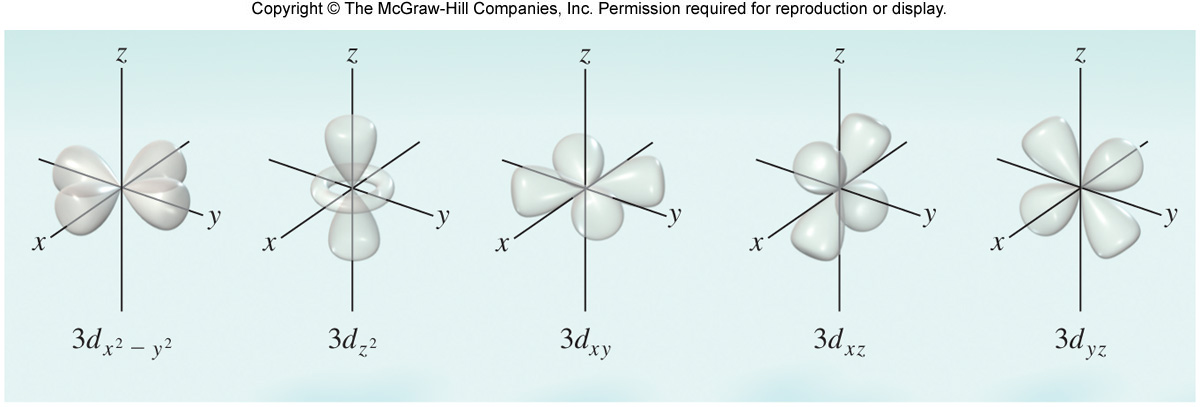 Copyright © The McGraw-Hill Companies, Inc. Permission required for reproduction or display.
z z z z z
y y y y y
x x x x x
3dx² − y² 3dz² 3dxy 3dxz 3dyz